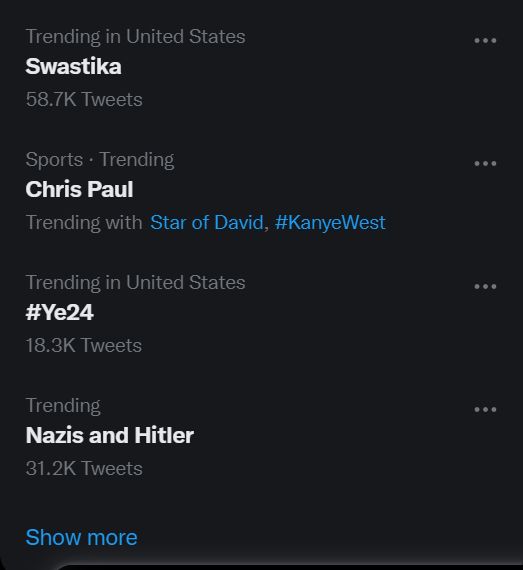 Trending in United States
Swastika
58.7K Tweets
Sports · Trending
Chris Paul
Trending with Star of David, #KanyeWest
Trending in United States
#Ye24
18.3K Tweets
Trending
Nazis and Hitler
31.2K Tweets
Show more